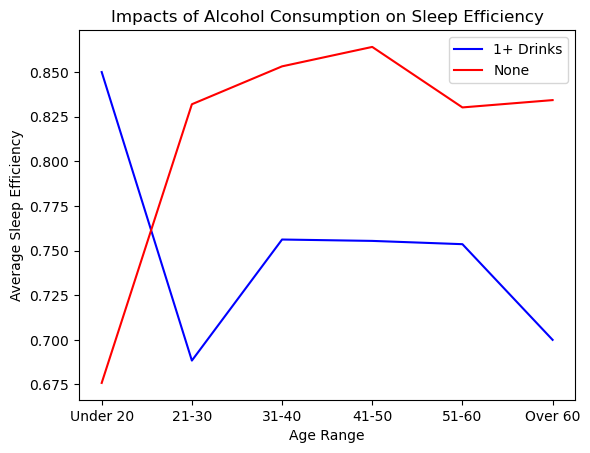 Impacts of Alcohol Consumption on Sleep Efficiency
1+ Drinks
None
Average Sleep Efficiency
0.850
0.825
0.800
0.775
0.750
0.725
0.700
0.675
Under 20 21-30 31-40 41-50 51-60 Over 60
Age Range